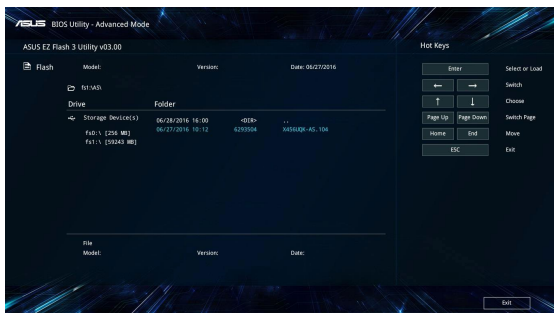 ASUS BIOS Utility - Advanced Mode
ASUS EZ Flash 3 Utility v03.00
Hot Keys
Flash Model: Version: Date: 06/27/2016
fs1:\AS\
Drive Folder
Storage Device(s) 06/28/2016 16:00 <DIR> ..
fs0:\ [256 MB] 06/27/2016 10:12 6293504 X456UQK-AS.104
fs1:\ [59243 MB]
File
Model: Version: Date:
Enter Select or Load
← → Switch
↑ ↓ Choose
Page Up Page Down Switch Page
Home End Move
ESC Exit
Exit